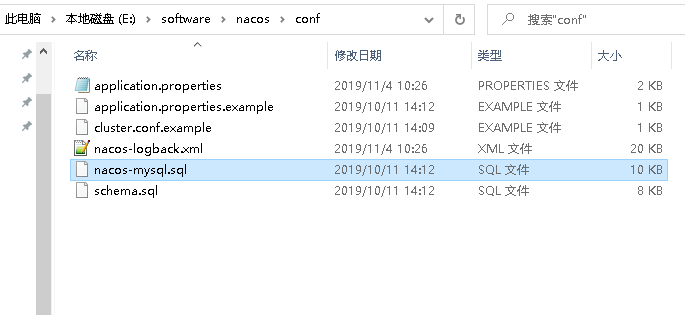 此电脑 > 本地磁盘 (E:) > software > nacos > conf
搜索"conf"
名称 修改日期 类型 大小
application.properties 2019/11/4 10:26 PROPERTIES 文件 2 KB
application.properties.example 2019/10/11 14:12 EXAMPLE 文件 1 KB
cluster.conf.example 2019/10/11 14:09 EXAMPLE 文件 1 KB
nacos-logback.xml 2019/11/4 10:26 XML 文件 20 KB
nacos-mysql.sql 2019/10/11 14:12 SQL 文件 10 KB
schema.sql 2019/10/11 14:12 SQL 文件 8 KB